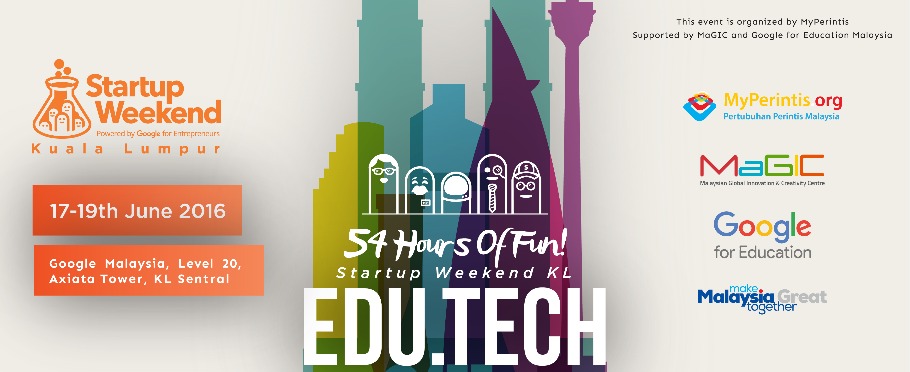 Startup
Weekend
Powered by Google for Entrepreneurs
Kuala Lumpur
17-19th June 2016
Google Malaysia, Level 20,
Axiata Tower, KL Sentral
54 Hours Of Fun!
Startup Weekend KL
EDU.TECH
This event is organized by MyPerintis
Supported by MaGIC and Google for Education Malaysia
MyPerintis org
Pertubuhan Perintis Malaysia
MaGIC
Malaysian Global Innovation & Creativity Centre
Google
for Education
make
Malaysia Great
together